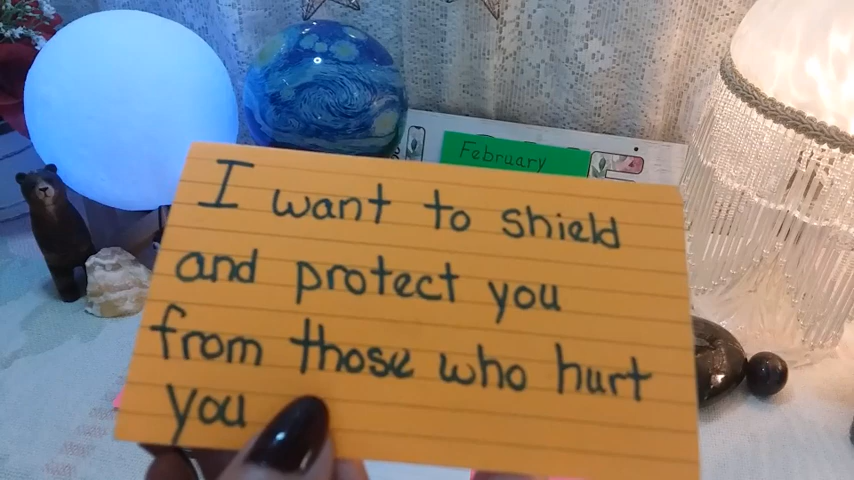 February
I want to shield
and protect you
from those who hurt
you